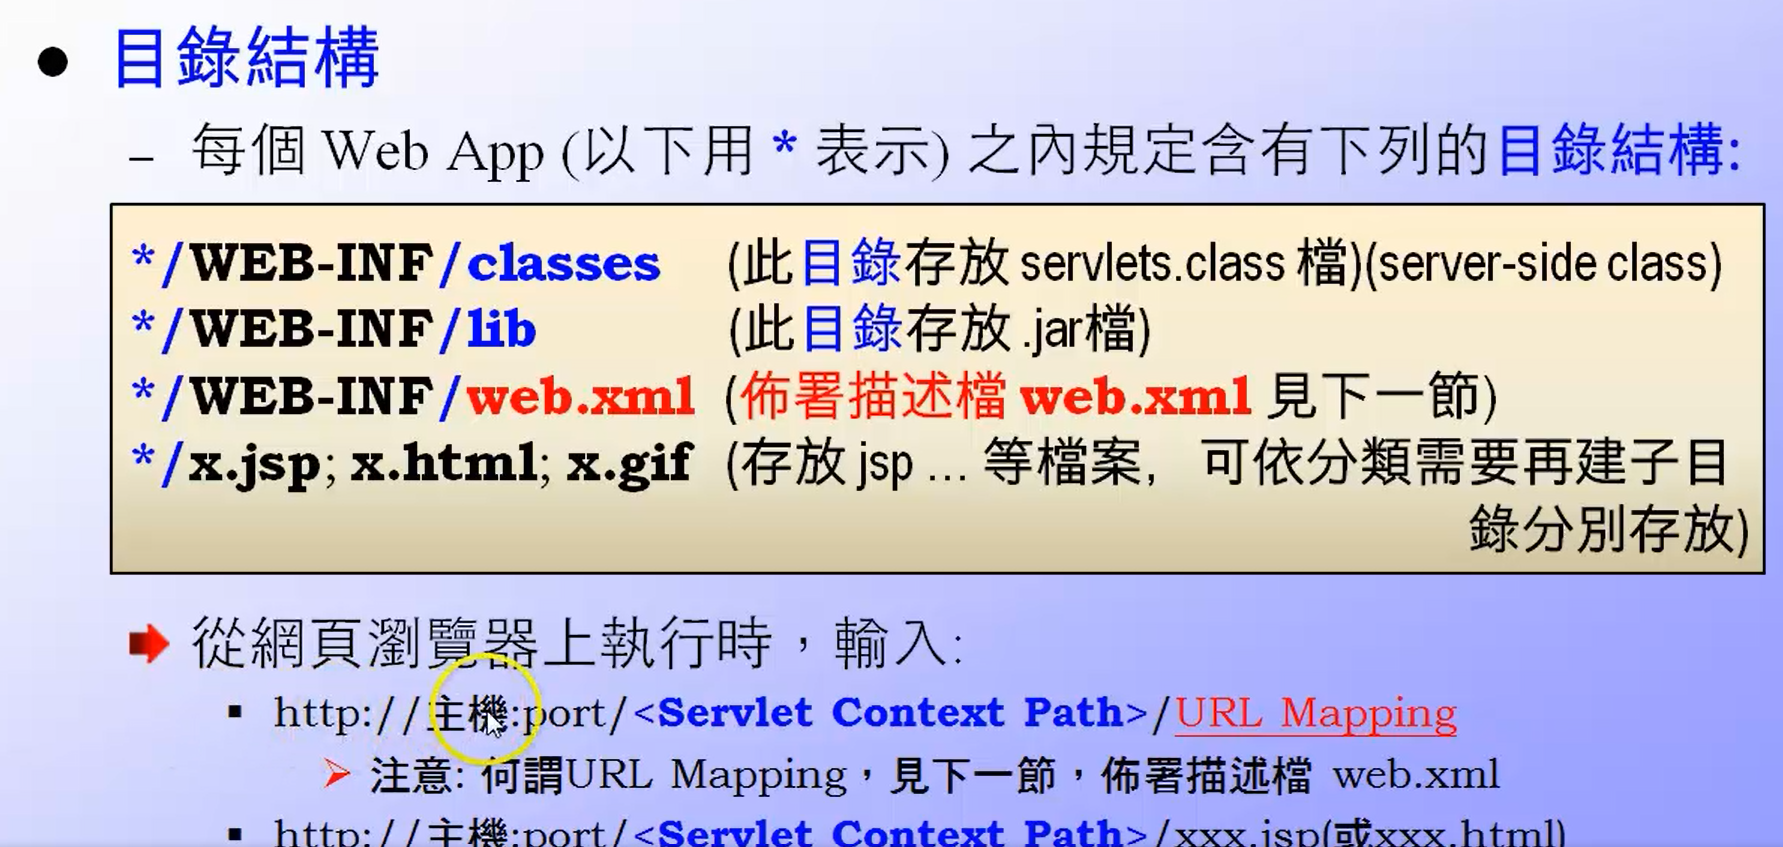 ● 目錄結構
– 每個 Web App (以下用 * 表示) 之內規定含有下列的目錄結構:
*/WEB-INF/classes (此目錄存放 servlets.class 檔)(server-side class)
*/WEB-INF/lib (此目錄存放 .jar檔)
*/WEB-INF/web.xml (佈署描述檔 web.xml 見下一節)
*/x.jsp; x.html; x.gif (存放 jsp … 等檔案, 可依分類需要再建子目
錄分別存放)
從網頁瀏覽器上執行時，輸入:
▪ http://主機:port/<Servlet Context Path>/URL Mapping
➢ 注意: 何謂URL Mapping，見下一節，佈署描述檔 web.xml
▪ http://主機:port/<Servlet Context Path>/xxx.jsp(或xxx.html)